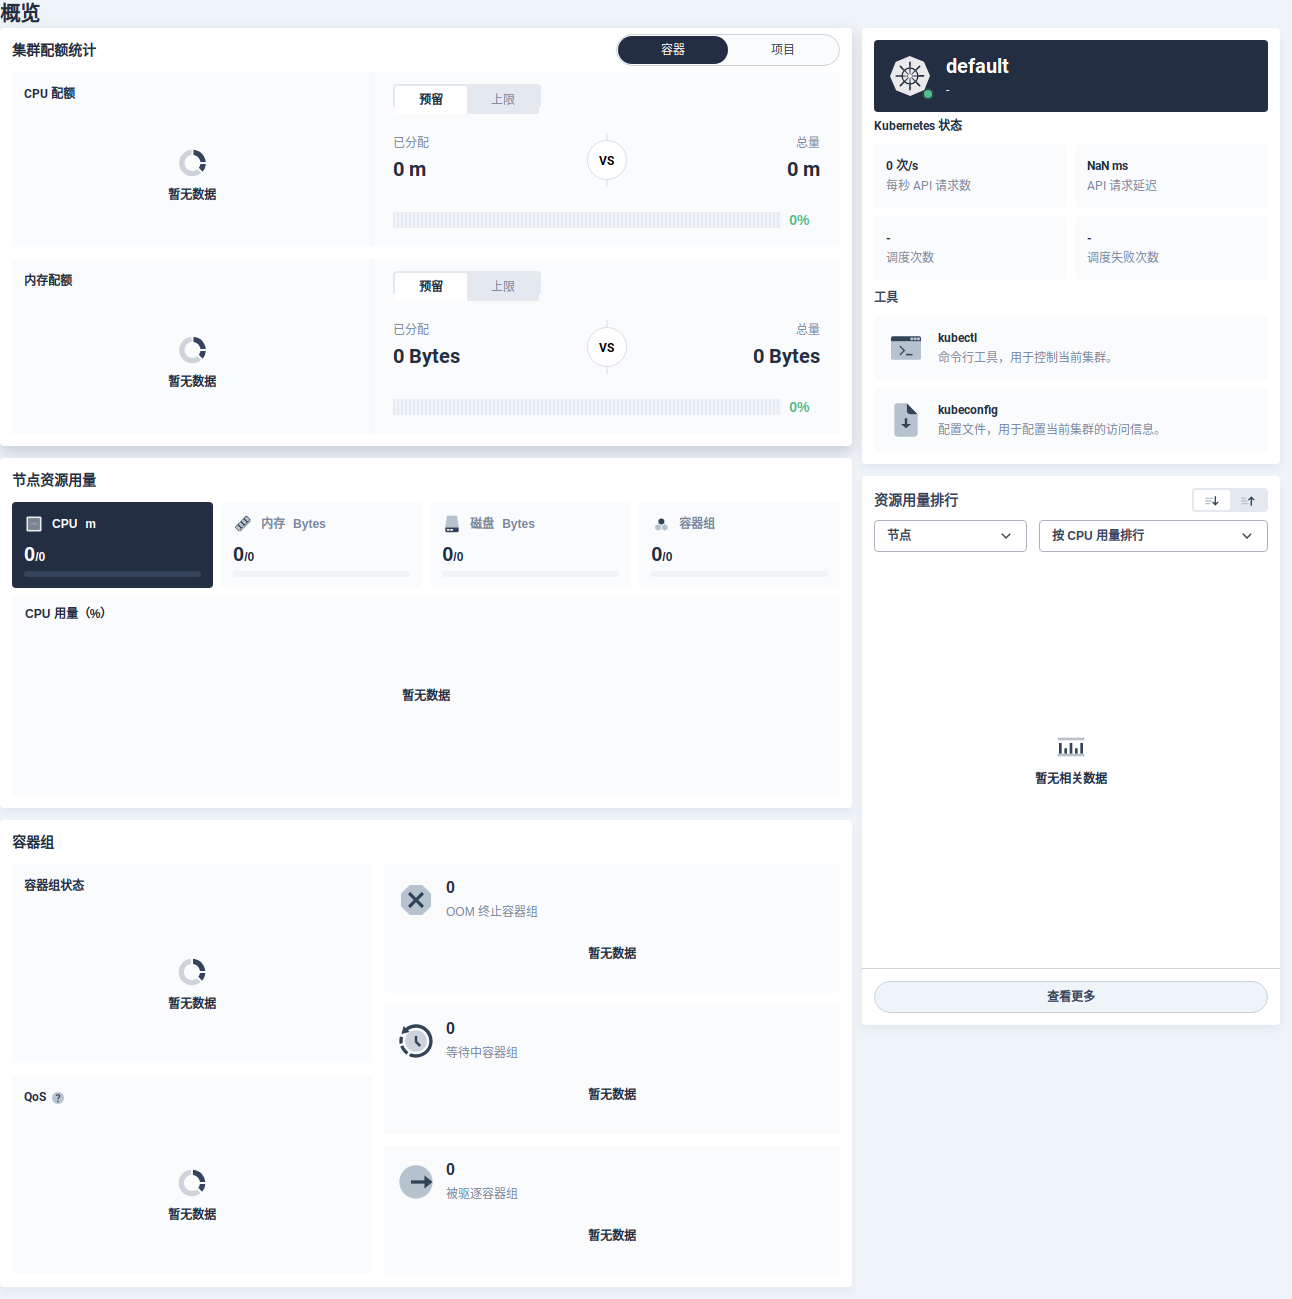 概览
集群配额统计
容器
项目
CPU 配额
暂无数据
预留
上限
已分配
0 m
VS
总量
0 m
0%
内存配额
暂无数据
预留
上限
已分配
0 Bytes
VS
总量
0 Bytes
0%
节点资源用量
CPU m
0/0
内存 Bytes
0/0
磁盘 Bytes
0/0
容器组
0/0
CPU 用量（%）
暂无数据
容器组
容器组状态
暂无数据
QoS ?
暂无数据
0
OOM 终止容器组
暂无数据
0
等待中容器组
暂无数据
0
被驱逐容器组
暂无数据
default
-
Kubernetes 状态
0 次/s
每秒 API 请求数
NaN ms
API 请求延迟
-
调度次数
-
调度失败次数
工具
kubectl
命令行工具，用于控制当前集群。
kubeconfig
配置文件，用于配置当前集群的访问信息。
资源用量排行
节点
按 CPU 用量排行
暂无相关数据
查看更多